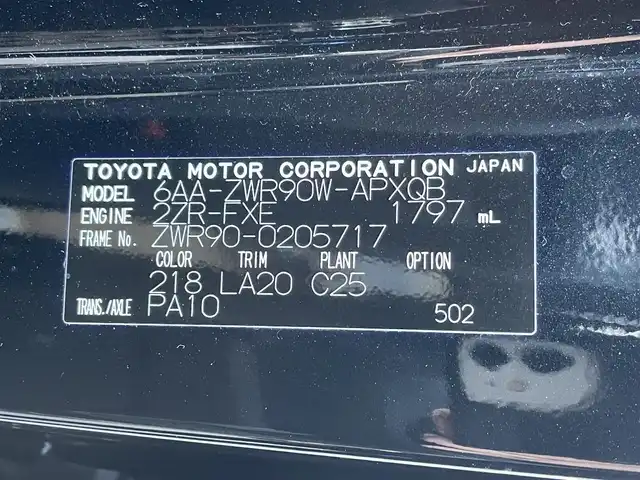 TOYOTA MOTOR CORPORATION JAPAN
MODEL 6AA-ZWR90W-APXQB
ENGINE 2ZR-FXE 1797 mL
FRAME No. ZWR90-0205717
COLOR TRIM PLANT OPTION
218 LA20 C25
TRANS./AXLE PA10 502